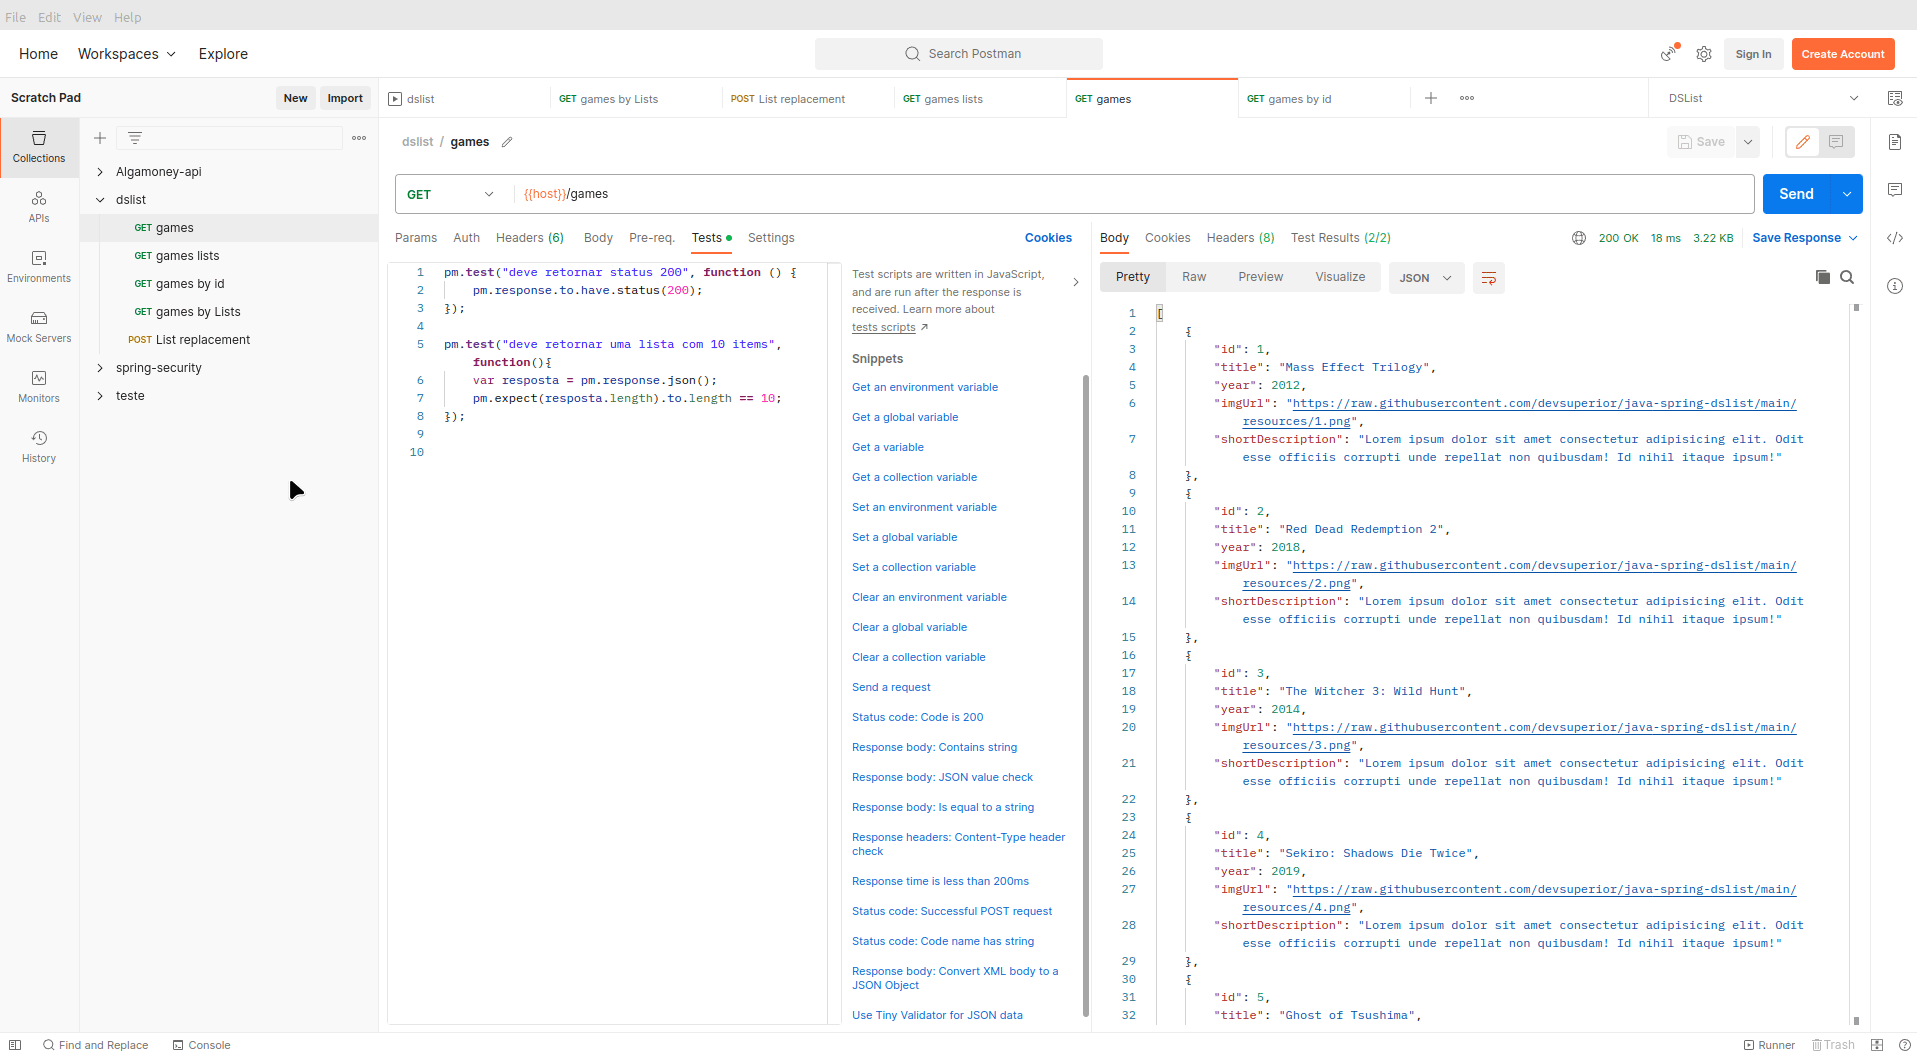 File Edit View Help
Home Workspaces Explore
Search Postman
Sign In
Create Account
Scratch Pad
New
Import
Collections
APIs
Environments
Mock Servers
Monitors
History
Algamoney-api
dslist
GET games
GET games lists
GET games by id
GET games by Lists
POST List replacement
spring-security
teste
dslist
GET games by Lists
POST List replacement
GET games lists
GET games
GET games by id
DSList
dslist / games
Save
GET
{{host}}/games
Send
Params Auth Headers (6) Body Pre-req. Tests Settings
Cookies
1 pm.test("deve retornar status 200", function () {
2 pm.response.to.have.status(200);
3 });
4
5 pm.test("deve retornar uma lista com 10 items",
function(){
6 var resposta = pm.response.json();
7 pm.expect(resposta.length).to.length == 10;
8 });
9
10
Test scripts are written in JavaScript,
and are run after the response is
received. Learn more about
tests scripts ↗
Snippets
Get an environment variable
Get a global variable
Get a variable
Get a collection variable
Set an environment variable
Set a global variable
Set a collection variable
Clear an environment variable
Clear a global variable
Clear a collection variable
Send a request
Status code: Code is 200
Response body: Contains string
Response body: JSON value check
Response body: Is equal to a string
Response headers: Content-Type header
check
Response time is less than 200ms
Status code: Successful POST request
Status code: Code name has string
Response body: Convert XML body to a
JSON Object
Use Tiny Validator for JSON data
Body Cookies Headers (8) Test Results (2/2)
200 OK 18 ms 3.22 KB Save Response
Pretty Raw Preview Visualize JSON
1 [
2 {
3 "id": 1,
4 "title": "Mass Effect Trilogy",
5 "year": 2012,
6 "imgUrl": "https://raw.githubusercontent.com/devsuperior/java-spring-dslist/main/
resources/1.png",
7 "shortDescription": "Lorem ipsum dolor sit amet consectetur adipisicing elit. Odit
esse officiis corrupti unde repellat non quibusdam! Id nihil itaque ipsum!"
8 },
9 {
10 "id": 2,
11 "title": "Red Dead Redemption 2",
12 "year": 2018,
13 "imgUrl": "https://raw.githubusercontent.com/devsuperior/java-spring-dslist/main/
resources/2.png",
14 "shortDescription": "Lorem ipsum dolor sit amet consectetur adipisicing elit. Odit
esse officiis corrupti unde repellat non quibusdam! Id nihil itaque ipsum!"
15 },
16 {
17 "id": 3,
18 "title": "The Witcher 3: Wild Hunt",
19 "year": 2014,
20 "imgUrl": "https://raw.githubusercontent.com/devsuperior/java-spring-dslist/main/
resources/3.png",
21 "shortDescription": "Lorem ipsum dolor sit amet consectetur adipisicing elit. Odit
esse officiis corrupti unde repellat non quibusdam! Id nihil itaque ipsum!"
22 },
23 {
24 "id": 4,
25 "title": "Sekiro: Shadows Die Twice",
26 "year": 2019,
27 "imgUrl": "https://raw.githubusercontent.com/devsuperior/java-spring-dslist/main/
resources/4.png",
28 "shortDescription": "Lorem ipsum dolor sit amet consectetur adipisicing elit. Odit
esse officiis corrupti unde repellat non quibusdam! Id nihil itaque ipsum!"
29 },
30 {
31 "id": 5,
32 "title": "Ghost of Tsushima",
Find and Replace Console
Runner Trash